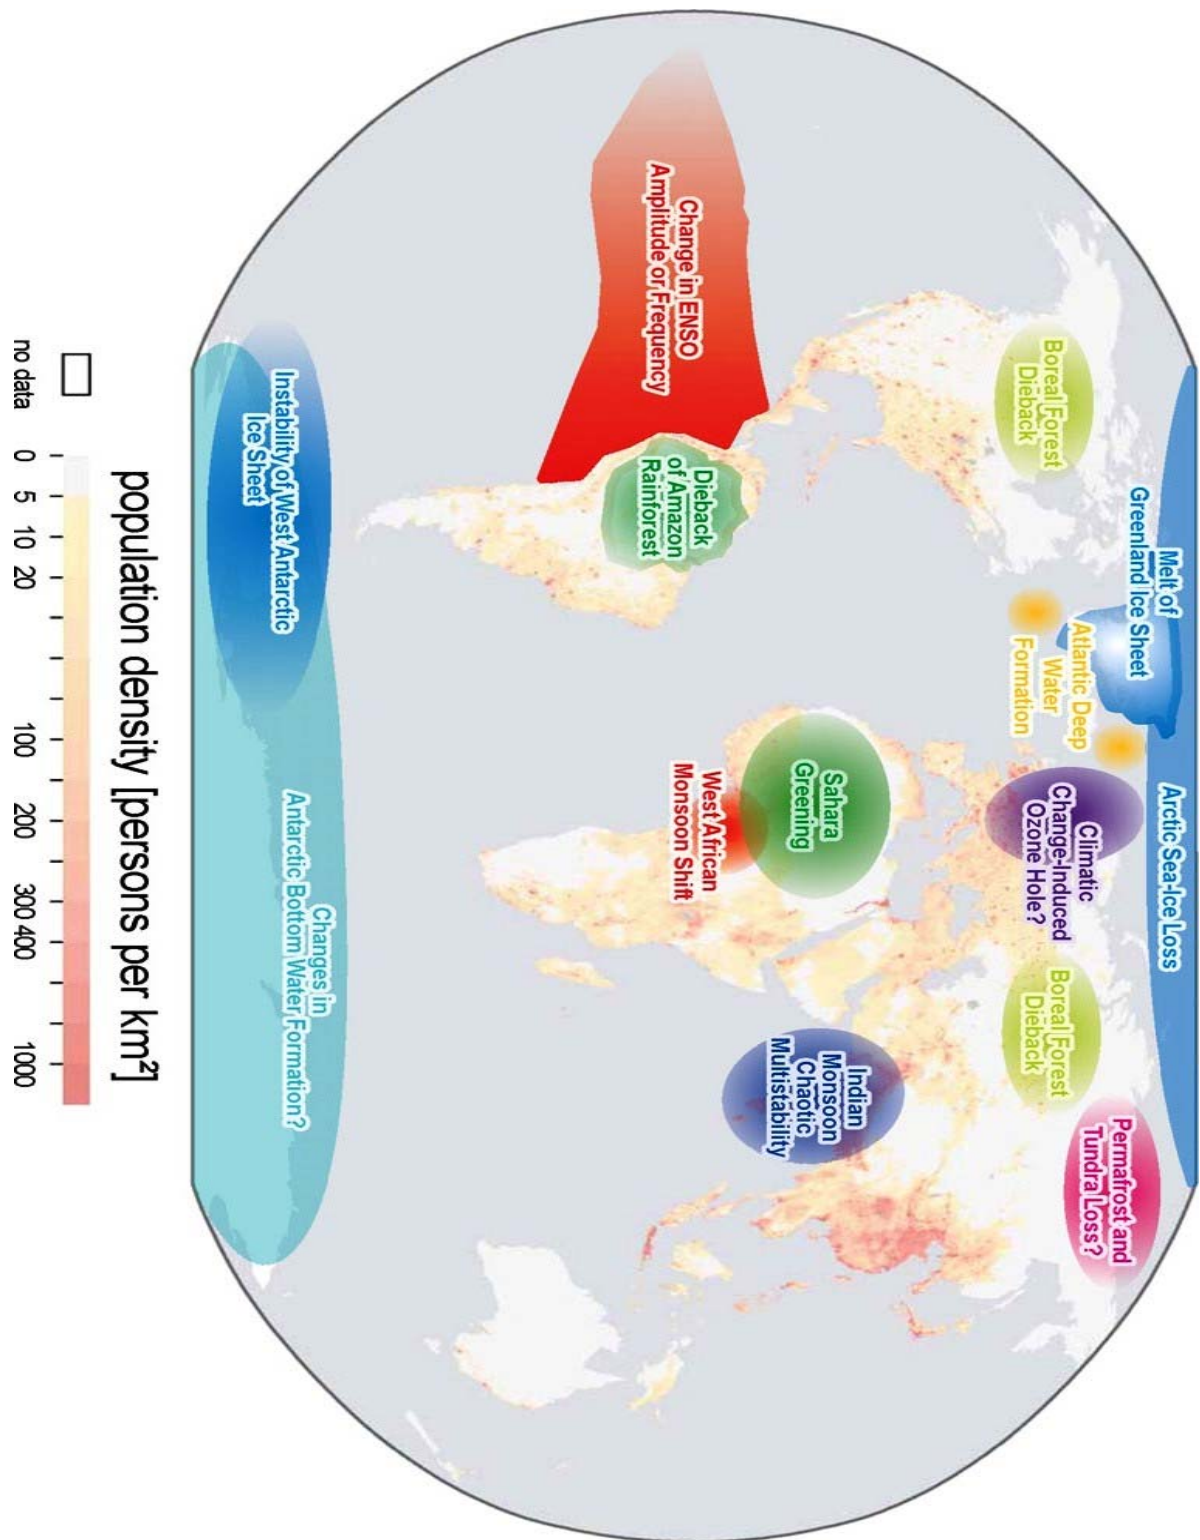 Arctic Sea-Ice Loss
Melt of
Greenland Ice Sheet
Atlantic Deep
Water
Formation
Boreal Forest
Dieback
Climatic
Change-Induced
Ozone Hole?
Boreal Forest
Dieback
Permafrost and
Tundra Loss?
Sahara
Greening
West African
Monsoon Shift
Indian
Monsoon
Chaotic
Multistability
Change in ENSO
Amplitude or Frequency
Dieback
of Amazon
Rainforest
Instability of West Antarctic
Ice Sheet
Changes in
Antarctic Bottom Water Formation?
population density [persons per km²]
no data 0 5 10 20 100 200 300 400 1000